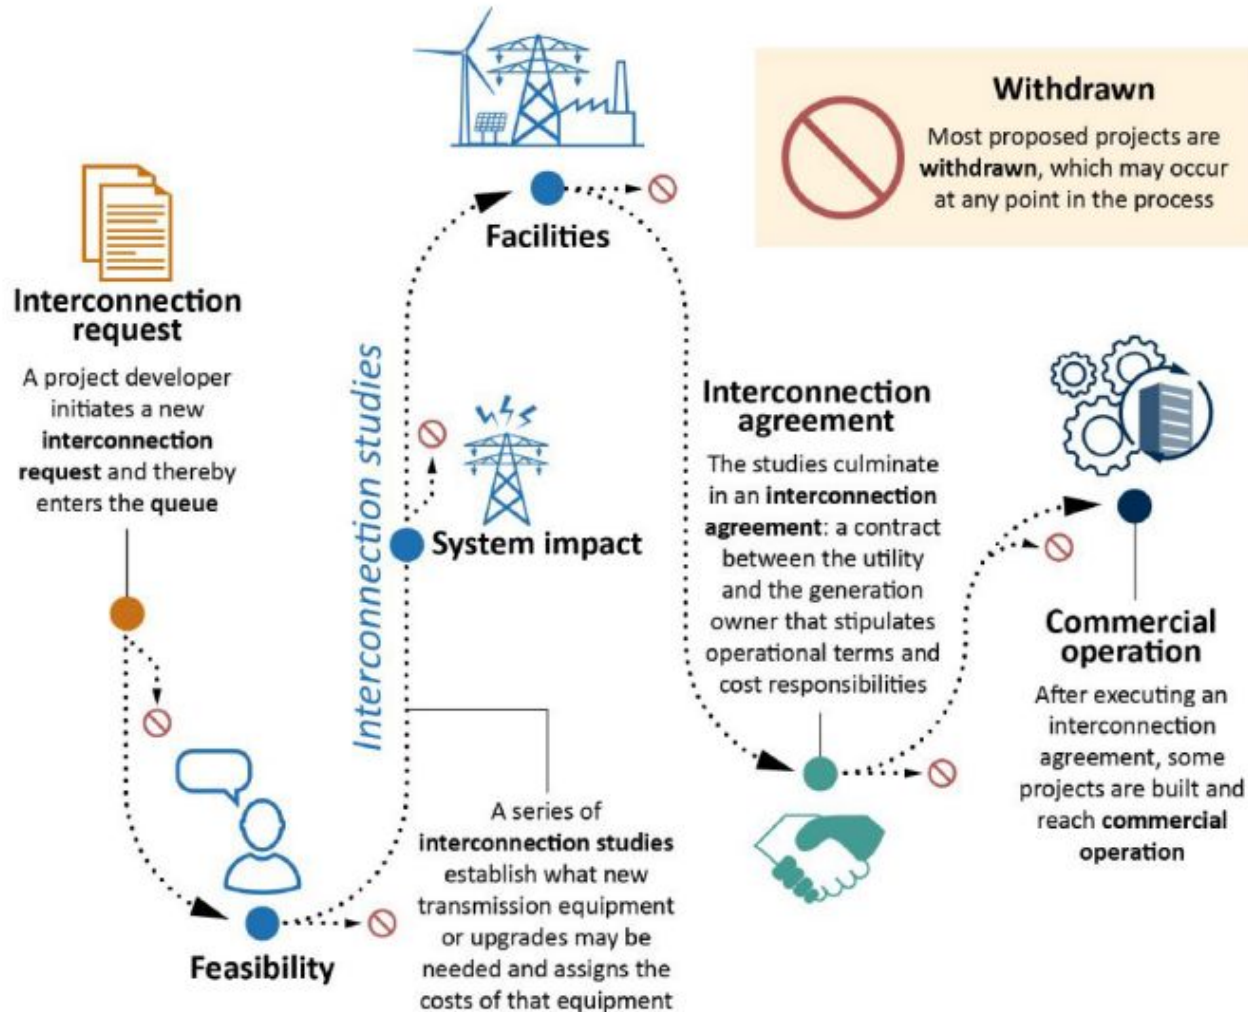 Interconnection
request
A project developer
initiates a new
interconnection
request and thereby
enters the queue
Feasibility
Interconnection studies
A series of
interconnection studies
establish what new
transmission equipment
or upgrades may be
needed and assigns the
costs of that equipment
System impact
Facilities
Withdrawn
Most proposed projects are
withdrawn, which may occur
at any point in the process
Interconnection
agreement
The studies culminate
in an interconnection
agreement: a contract
between the utility
and the generation
owner that stipulates
operational terms and
cost responsibilities
Commercial
operation
After executing an
interconnection
agreement, some
projects are built and
reach commercial
operation